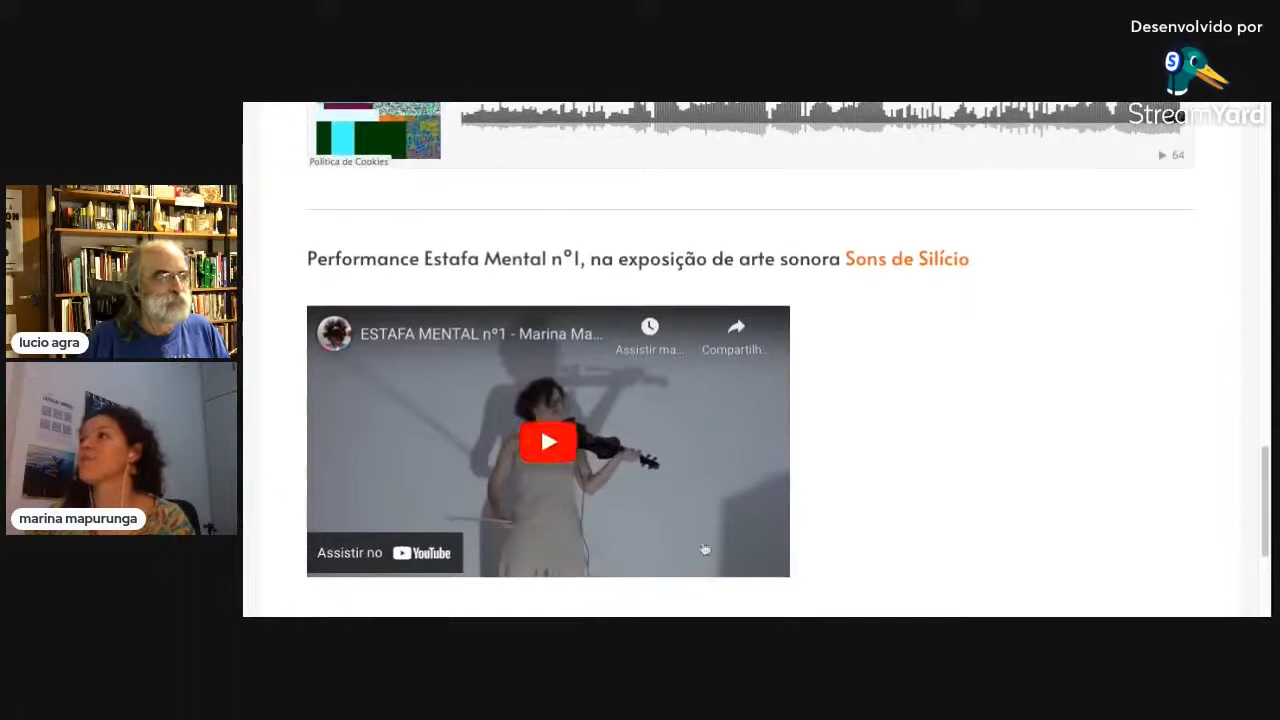 Desenvolvido por
S
StreamYard
Política de Cookies
64
Performance Estafa Mental nº1, na exposição de arte sonora Sons de Silício
ESTAFA MENTAL nº1 - Marina Ma...
Assistir ma...
Compartilh..
Assistir no YouTube
lucio agra
marina mapurunga